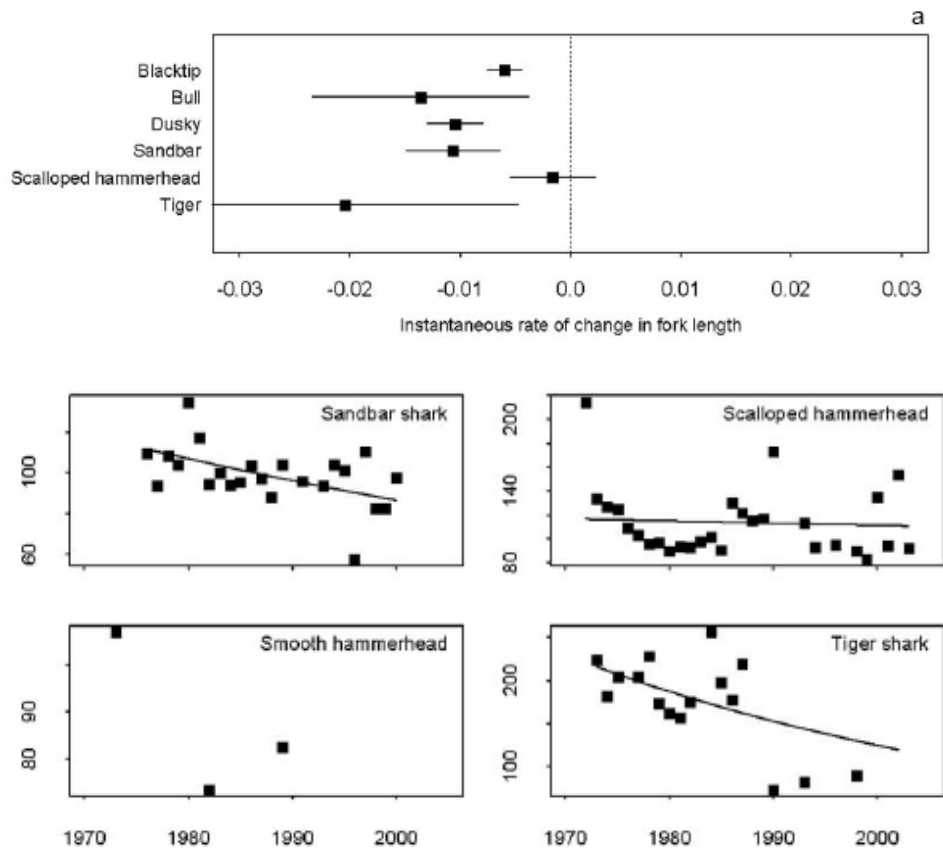 a
Blacktip
Bull
Dusky
Sandbar
Scalloped hammerhead
Tiger
-0.03 -0.02 -0.01 0.0 0.01 0.02 0.03
Instantaneous rate of change in fork length
Sandbar shark
60 100
Scalloped hammerhead
80 140 200
Smooth hammerhead
80 90
1970 1980 1990 2000
Tiger shark
100 200
1970 1980 1990 2000